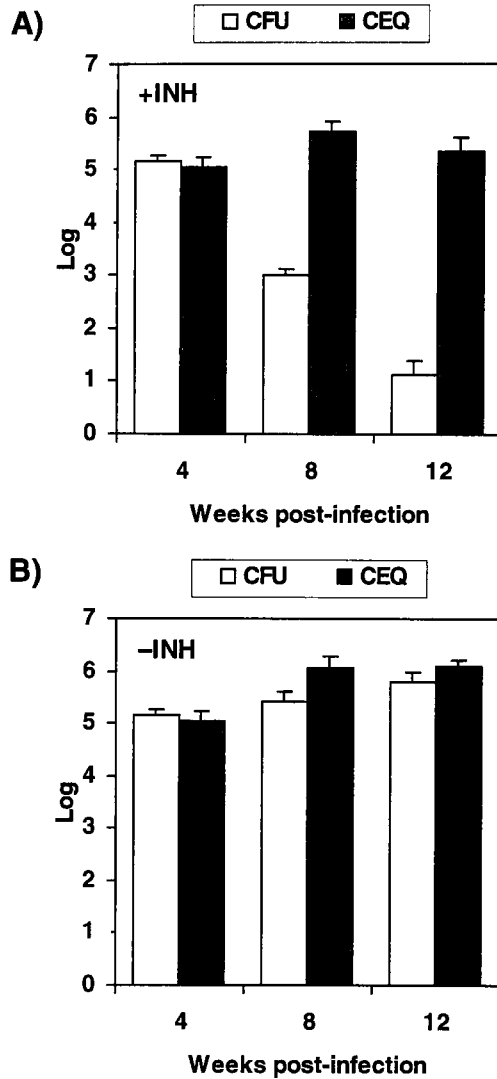 A)
CFU CEQ
+INH
7
6
5
4
3
2
1
0
Log
4 8 12
Weeks post-infection
B)
CFU CEQ
–INH
7
6
5
4
3
2
1
0
Log
4 8 12
Weeks post-infection